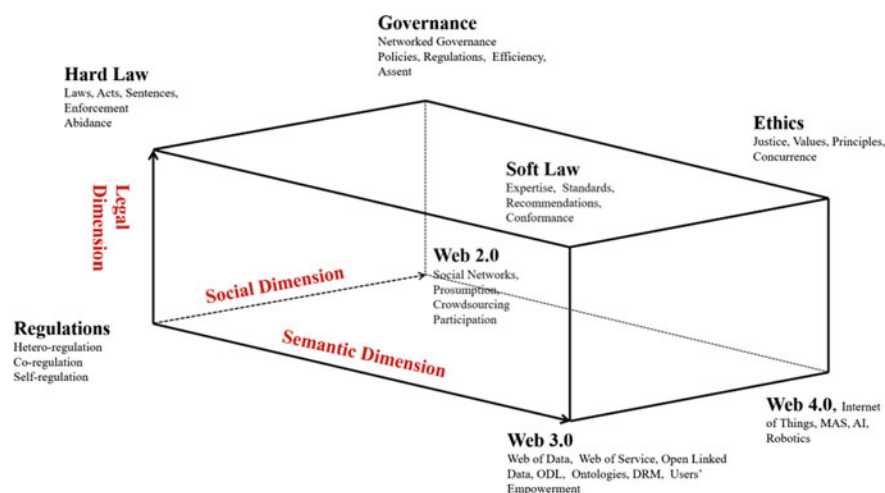 Governance
Networked Governance
Policies, Regulations, Efficiency,
Assent
Hard Law
Laws, Acts, Sentences,
Enforcement
Abidance
Ethics
Justice, Values, Principles,
Concurrence
Soft Law
Expertise, Standards,
Recommendations,
Conformance
Legal
Dimension
Web 2.0
Social Networks,
Prosumption,
Crowdsourcing
Participation
Social Dimension
Regulations
Hetero-regulation
Co-regulation
Self-regulation
Semantic Dimension
Web 4.0, Internet
of Things, MAS, AI,
Robotics
Web 3.0
Web of Data, Web of Service, Open Linked
Data, ODL, Ontologies, DRM, Users'
Empowerment